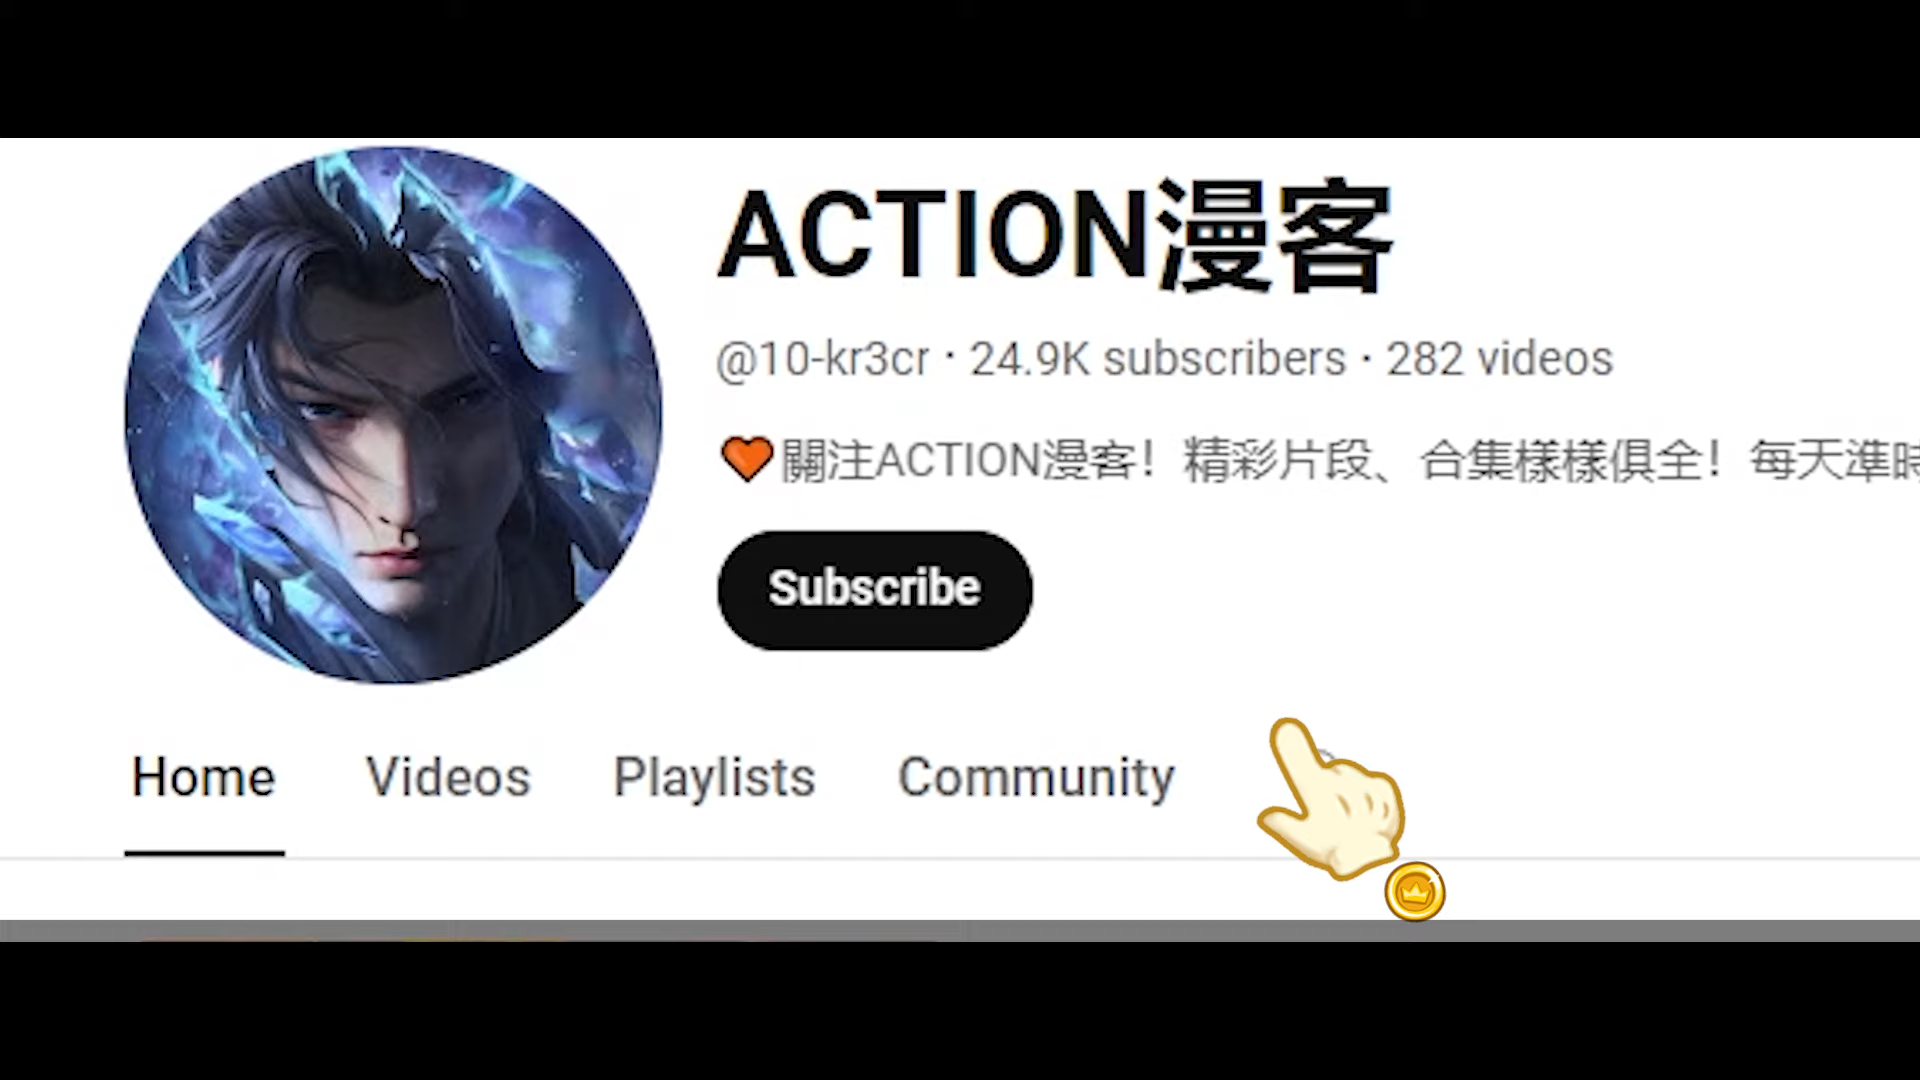 ACTION漫客
@10-kr3cr · 24.9K subscribers · 282 videos
🧡關注ACTION漫客！精彩片段、合集樣樣俱全！每天準時
Subscribe
Home Videos Playlists Community